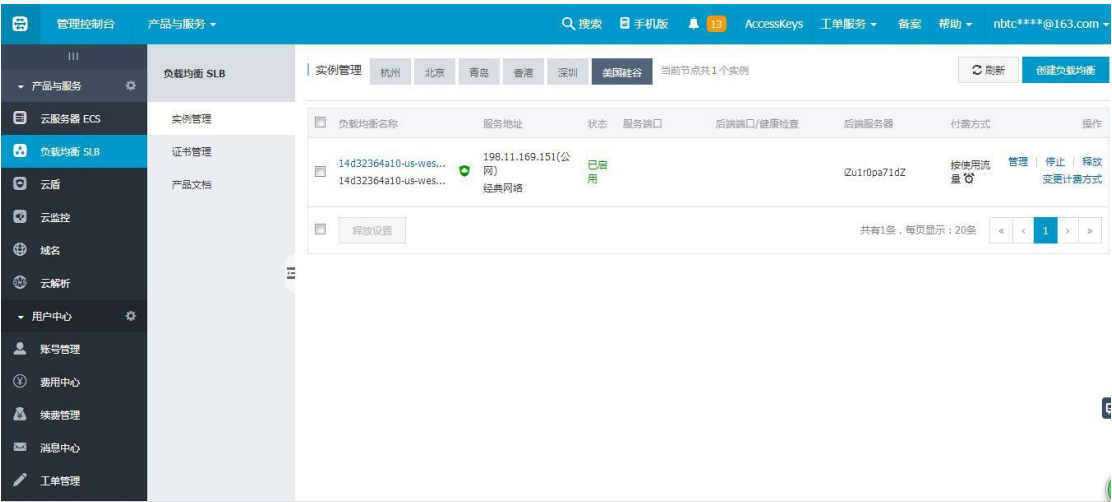 管理控制台
产品与服务
搜索
手机版
13
AccessKeys
工单服务
备案
帮助
nbtc****@163.com
产品与服务
云服务器 ECS
负载均衡 SLB
云盾
云监控
域名
云解析
用户中心
账号管理
费用中心
续费管理
消息中心
工单管理
负载均衡 SLB
实例管理
证书管理
产品文档
实例管理 杭州 北京 青岛 香港 深圳 美国硅谷 当前节点共1个实例 刷新 创建负载均衡
负载均衡名称 服务地址 状态 服务端口 后端端口/健康检查 后端服务器 付费方式 操作
14d32364a10-us-wes...
14d32364a10-us-wes...
198.11.169.151(公
网)
经典网络
已启
用
iZu1r0pa71dZ
按使用流
量
管理 | 停止 | 释放
变更计费方式
释放设置
共有1条,每页显示:20条 « ‹ 1 › »